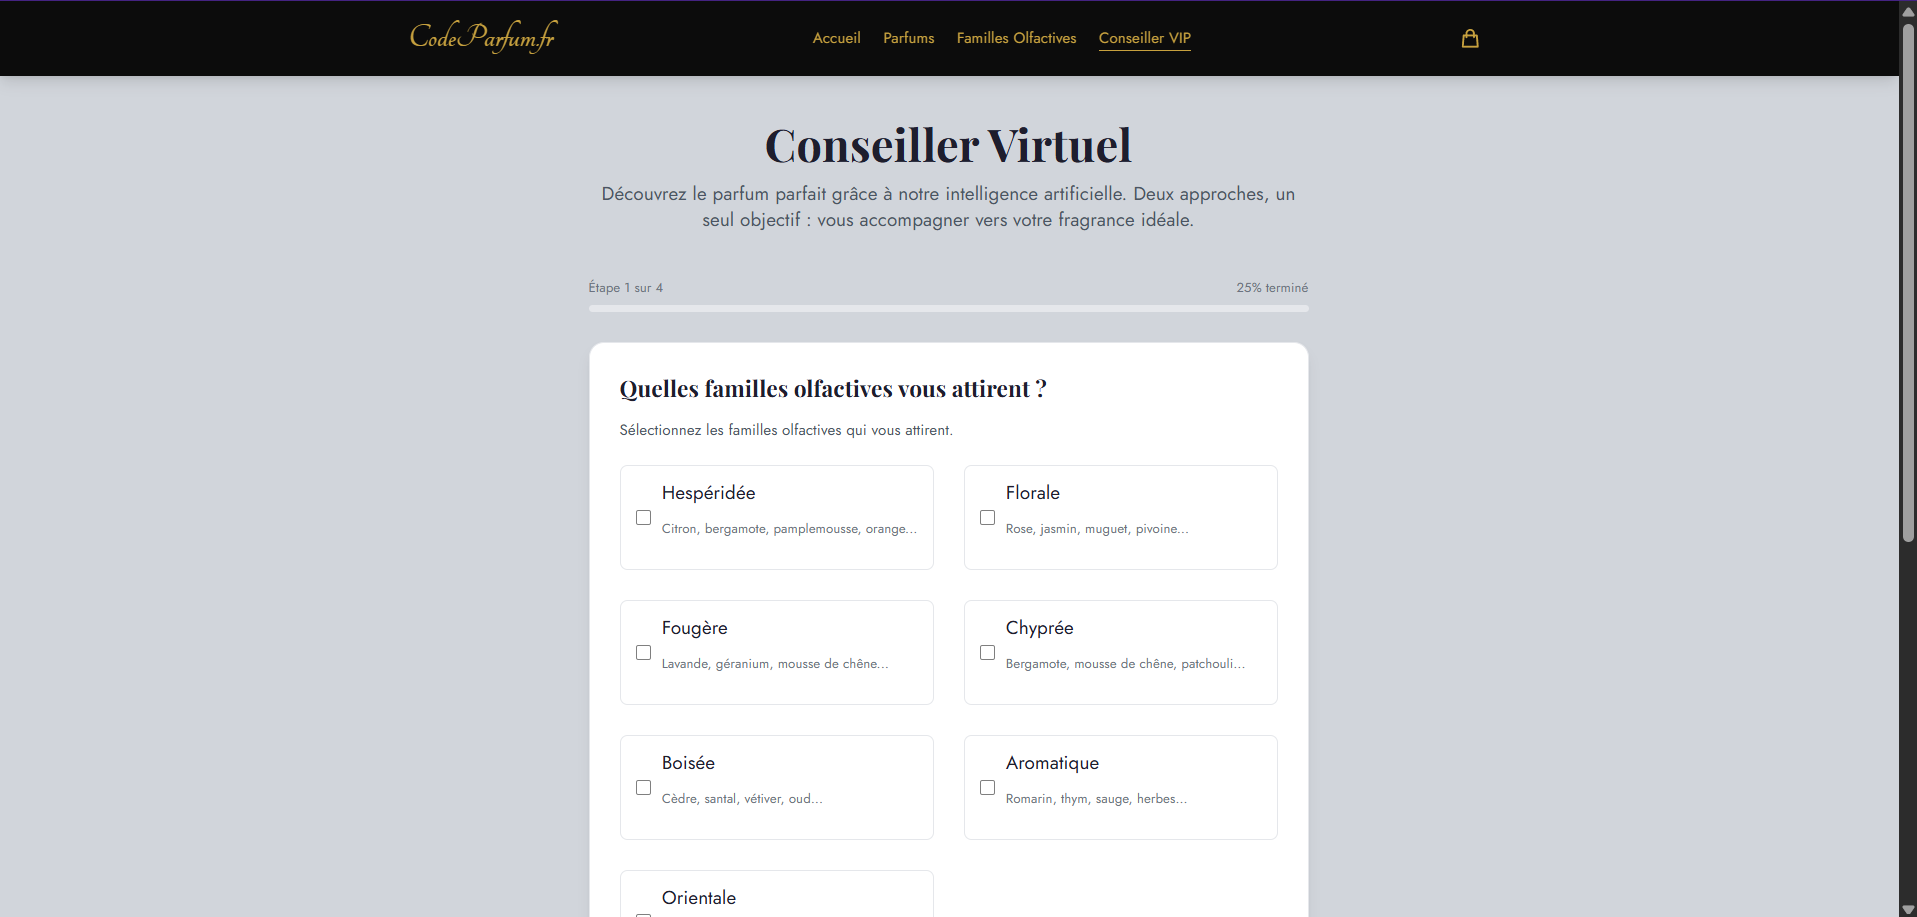 CodeParfum.fr
Accueil Parfums Familles Olfactives Conseiller VIP
Conseiller Virtuel
Découvrez le parfum parfait grâce à notre intelligence artificielle. Deux approches, un
seul objectif : vous accompagner vers votre fragrance idéale.
Étape 1 sur 4
25% terminé
Quelles familles olfactives vous attirent ?
Sélectionnez les familles olfactives qui vous attirent.
Hespéridée
Citron, bergamote, pamplemousse, orange...
Florale
Rose, jasmin, muguet, pivoine...
Fougère
Lavande, géranium, mousse de chêne...
Chyprée
Bergamote, mousse de chêne, patchouli...
Boisée
Cèdre, santal, vétiver, oud...
Aromatique
Romarin, thym, sauge, herbes...
Orientale